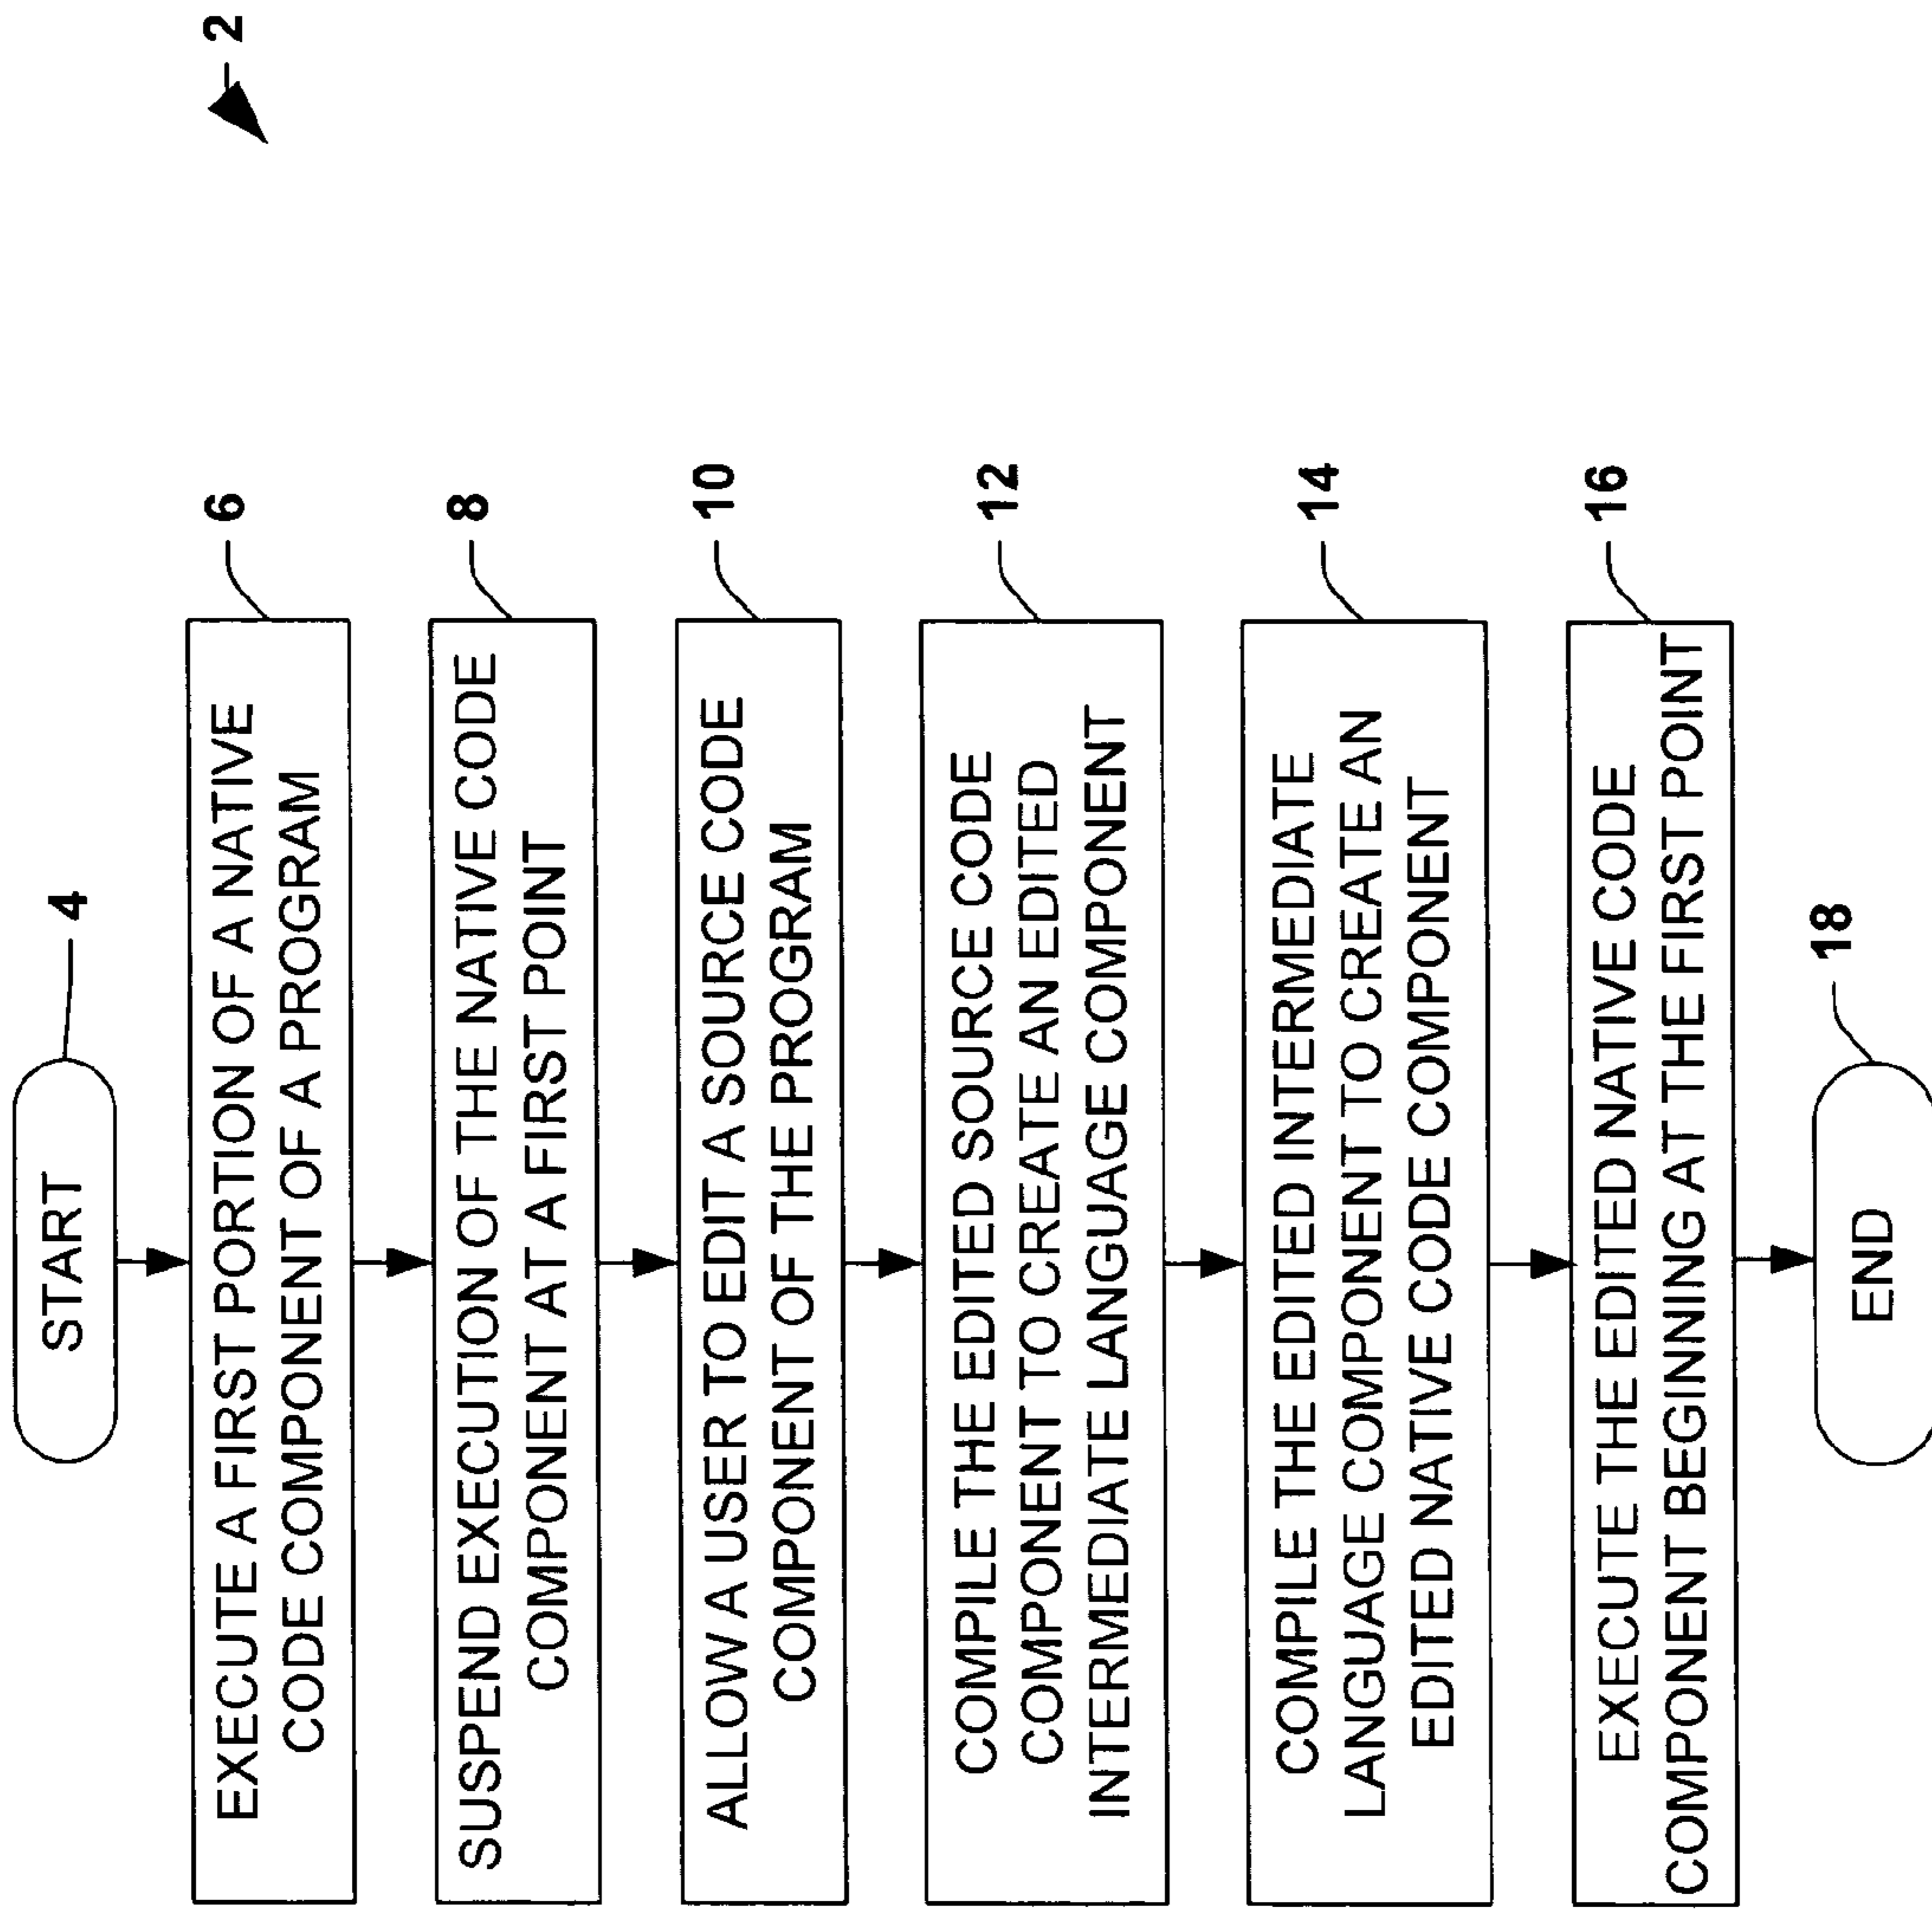 2
START
4
EXECUTE A FIRST PORTION OF A NATIVE
CODE COMPONENT OF A PROGRAM
6
SUSPEND EXECUTION OF THE NATIVE CODE
COMPONENT AT A FIRST POINT
8
ALLOW A USER TO EDIT A SOURCE CODE
COMPONENT OF THE PROGRAM
10
COMPILE THE EDITED SOURCE CODE
COMPONENT TO CREATE AN EDITED
INTERMEDIATE LANGUAGE COMPONENT
12
COMPILE THE EDITED INTERMEDIATE
LANGUAGE COMPONENT TO CREATE AN
EDITED NATIVE CODE COMPONENT
14
EXECUTE THE EDITED NATIVE CODE
COMPONENT BEGINNING AT THE FIRST POINT
16
END
18